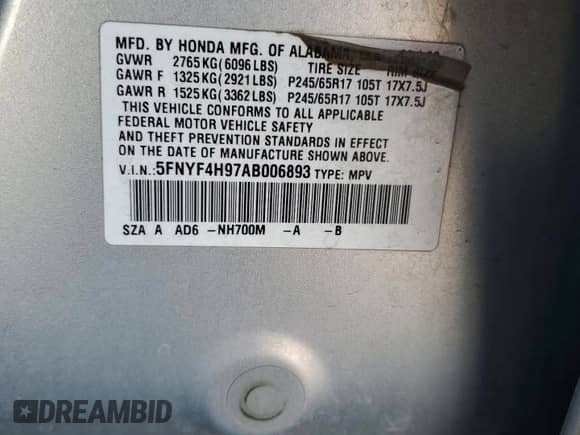 MFD. BY HONDA MFG. OF ALABAMA,
GVWR 2765KG(6096LBS) TIRE SIZE RIM SIZE
GAWR F 1325KG(2921LBS) P245/65R17 105T 17X7.5J
GAWR R 1525KG(3362LBS) P245/65R17 105T 17X7.5J
THIS VEHICLE CONFORMS TO ALL APPLICABLE
FEDERAL MOTOR VEHICLE SAFETY
AND THEFT PREVENTION STANDARDS IN EFFECT
ON THE DATE OF MANUFACTURE SHOWN ABOVE.
V.I.N.:5FNYF4H97AB006893 TYPE: MPV
SZA A AD6 -NH700M -A -B
DREAMBID